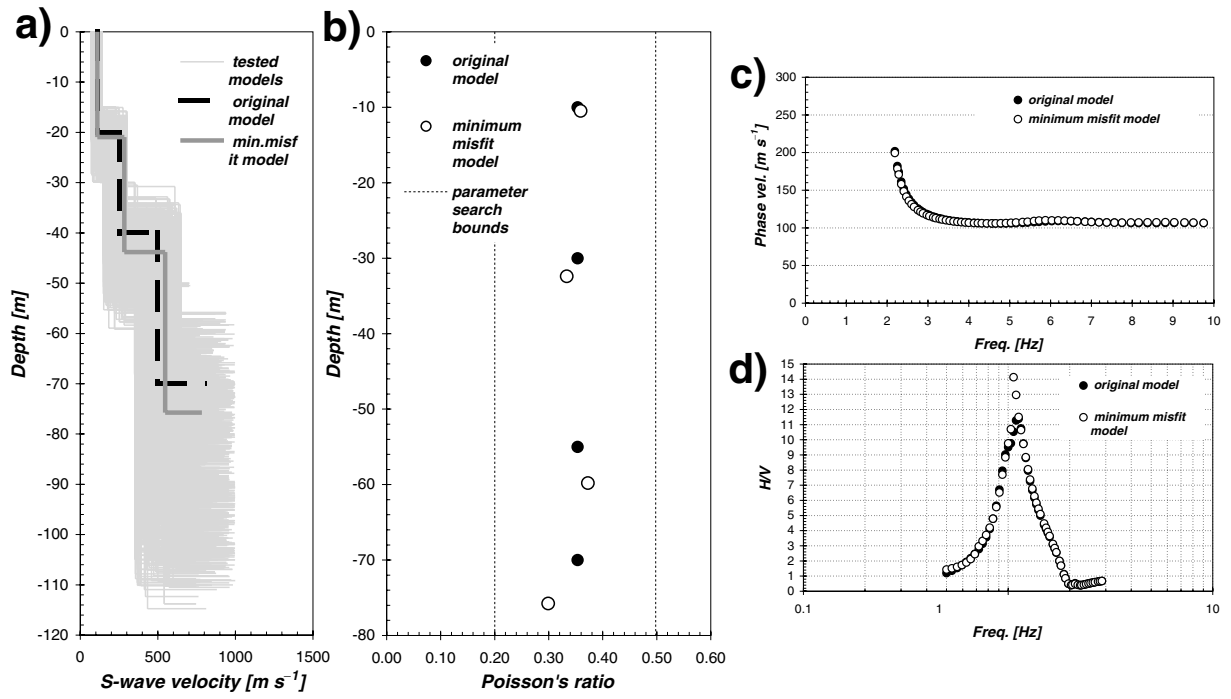 a)
0
-10
-20
-30
-40
-50
-60
-70
-80
-90
-100
-110
-120
Depth [m]
0
500
1000
1500
S-wave velocity [m s⁻¹]
tested
models
original
model
min.misf
it model
b)
0
-10
-20
-30
-40
-50
-60
-70
-80
Depth [m]
0.00
0.10
0.20
0.30
0.40
0.50
0.60
Poisson's ratio
original
model
minimum
misfit
model
parameter
search
bounds
c)
300
250
200
150
100
50
0
Phase vel. [m s⁻¹]
0
1
2
3
4
5
6
7
8
9
10
Freq. [Hz]
original model
minimum misfit model
d)
15
14
13
12
11
10
9
8
7
6
5
4
3
2
1
0
H/V
0.1
1
1
10
Freq. [Hz]
original model
minimum misfit
model